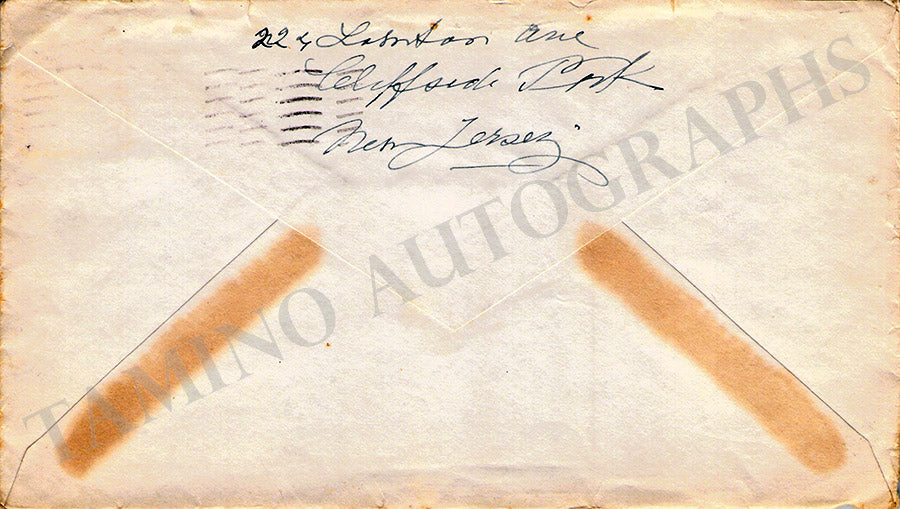 224 Lawton Ave
Cliffside Park
New Jersey
TAMINO AUTOGRAPHS